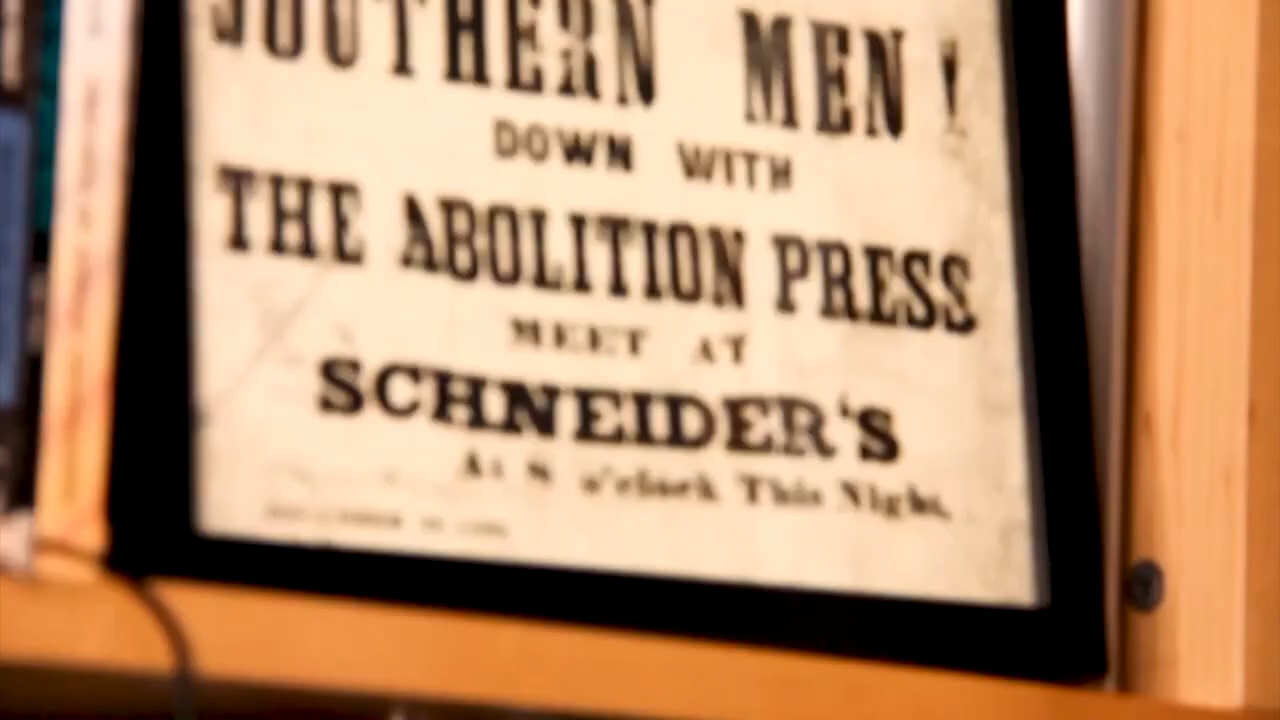 SOUTHERN MEN!
DOWN WITH
THE ABOLITION PRESS
MEET AT
SCHNEIDER'S
At 8 o'clock This Night,